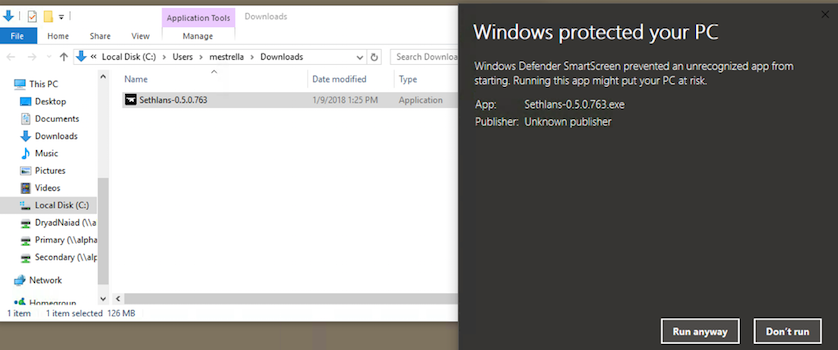 Application Tools
Downloads
File
Home
Share
View
Manage
Local Disk (C:)
Users
mestrella
Downloads
Search Downloa
This PC
Desktop
Documents
Downloads
Music
Pictures
Videos
Local Disk (C:)
DryadNaiad (\\a
Primary (\\alpha
Secondary (\\alp
Network
Homegroup
Name
Date modified
Type
Sethlans-0.5.0.763
1/9/2018 1:25 PM
Application
1 item
1 item selected 126 MB
Windows protected your PC
Windows Defender SmartScreen prevented an unrecognized app from
starting. Running this app might put your PC at risk.
App: Sethlans-0.5.0.763.exe
Publisher: Unknown publisher
Run anyway
Don't run